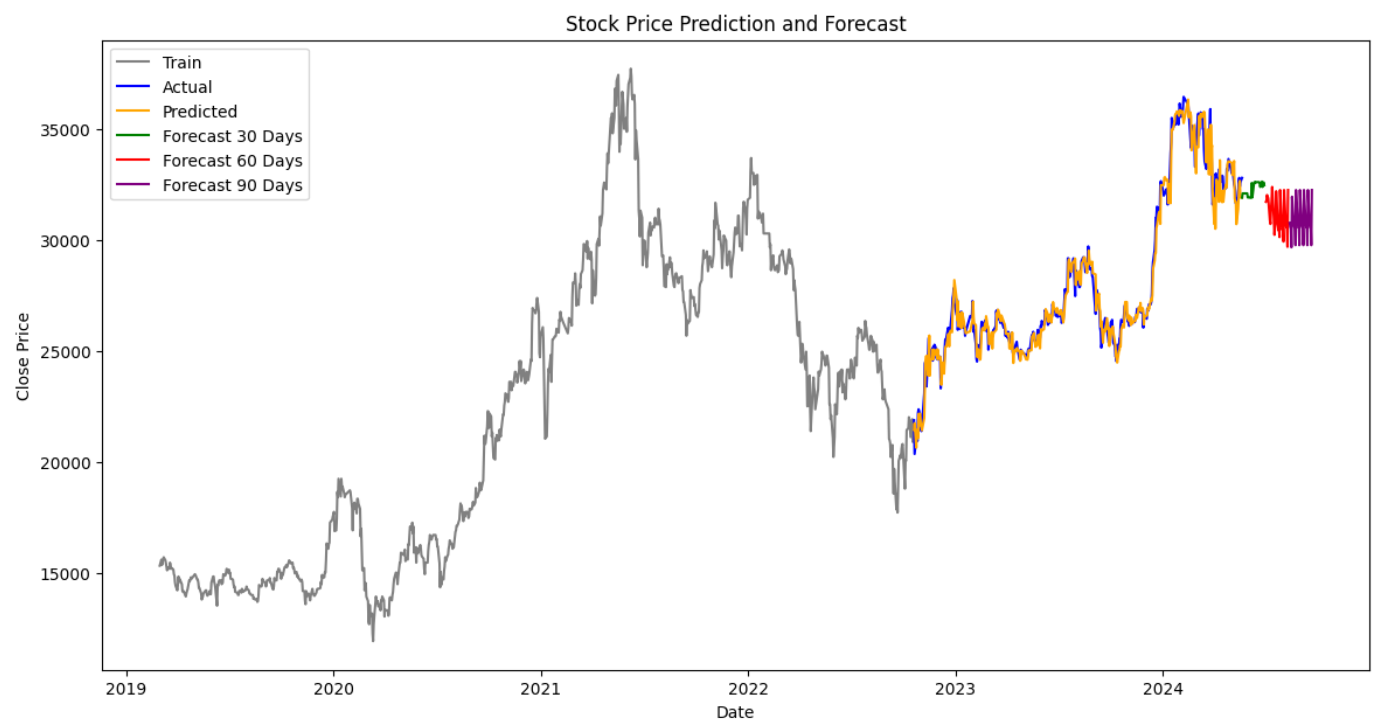 Stock Price Prediction and Forecast
Train
Actual
Predicted
Forecast 30 Days
Forecast 60 Days
Forecast 90 Days
Close Price
35000
30000
25000
20000
15000
2019 2020 2021 2022 2023 2024
Date